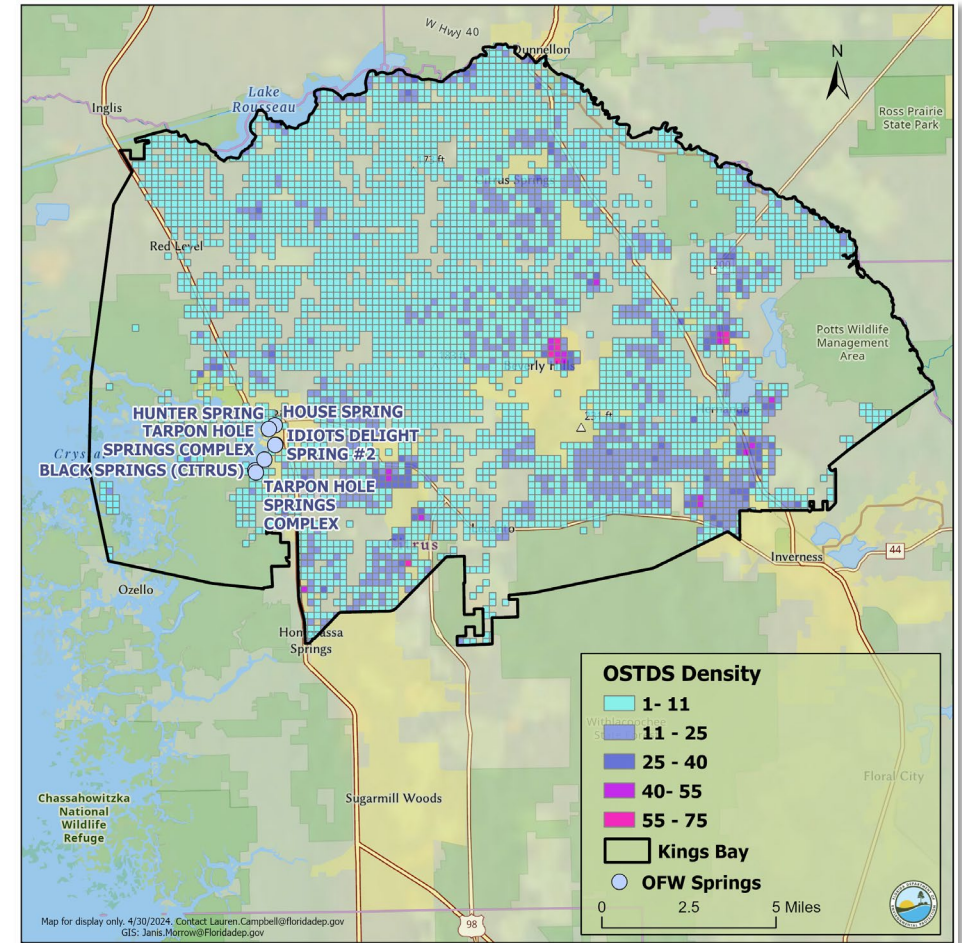 W Hwy 40
Dunnellon
N
Inglis
Lake
Rousseau
Ross Prairie
State Park
Red Level
Potts Wildlife
Management
Area
HUNTER SPRING
HOUSE SPRING
TARPON HOLE
SPRINGS COMPLEX
IDIOTS DELIGHT
SPRING #2
BLACK SPRINGS (CITRUS)
TARPON HOLE
SPRINGS
COMPLEX
Inverness
44
Ozello
Springs
OSTDS Density
1- 11
11 - 25
25 - 40
40- 55
55 - 75
Kings Bay
OFW Springs
0 2.5 5 Miles
Floral City
Sugarmill Woods
Chassahowitzka
National
Wildlife
Refuge
98
Map for display only. 4/30/2024. Contact Lauren.Campbell@floridadep.gov
GIS: Janis.Morrow@Floridadep.gov